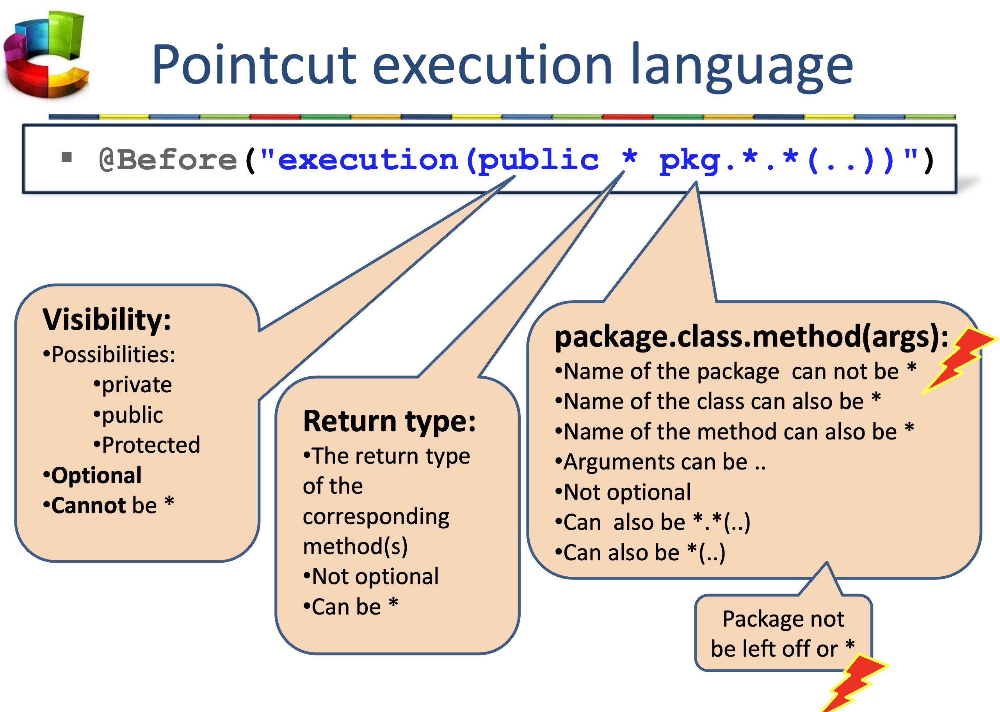 Pointcut execution language
▪ @Before("execution(public * pkg.*.*(..))")
Visibility:
•Possibilities:
•private
•public
•Protected
•Optional
•Cannot be *
Return type:
•The return type
of the
corresponding
method(s)
•Not optional
•Can be *
package.class.method(args):
•Name of the package  can not be *
•Name of the class can also be *
•Name of the method can also be *
•Arguments can be ..
•Not optional
•Can  also be *.*(..)
•Can also be *(..)
Package not
be left off or *